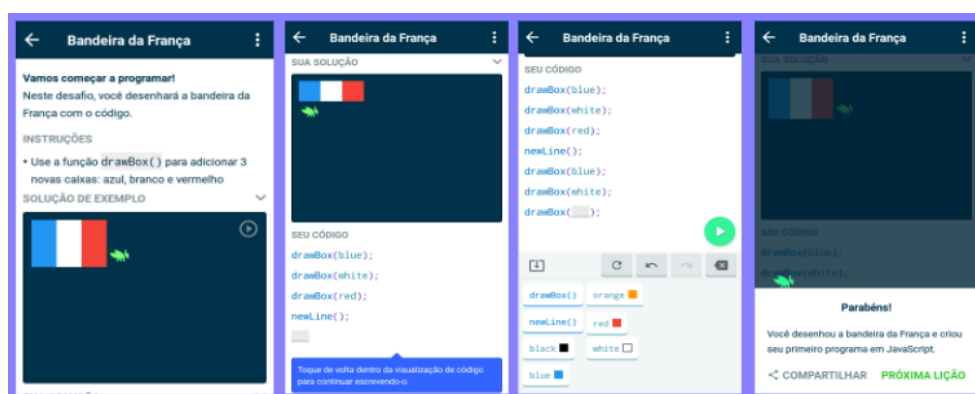 Bandeira da França
Vamos começar a programar!
Neste desafio, você desenhará a bandeira da
França com o código.
INSTRUÇÕES
• Use a função drawBox() para adicionar 3
novas caixas: azul, branco e vermelho
SOLUÇÃO DE EXEMPLO
Bandeira da França
SUA SOLUÇÃO
SEU CÓDIGO
drawBox(blue);
drawBox(white);
drawBox(red);
newLine();
Toque de volta dentro da visualização de código
para continuar escrevendo-o.
Bandeira da França
SEU CÓDIGO
drawBox(blue);
drawBox(white);
drawBox(red);
newLine();
drawBox(blue);
drawBox(white);
drawBox( );
drawBox() orange
newLine() red
black white
blue
Bandeira da França
SUA SOLUÇÃO
SEU CÓDIGO
drawBox(blue);
drawBox(white);
Parabéns!
Você desenhou a bandeira da França e criou
seu primeiro programa em JavaScript.
COMPARTILHAR PRÓXIMA LIÇÃO